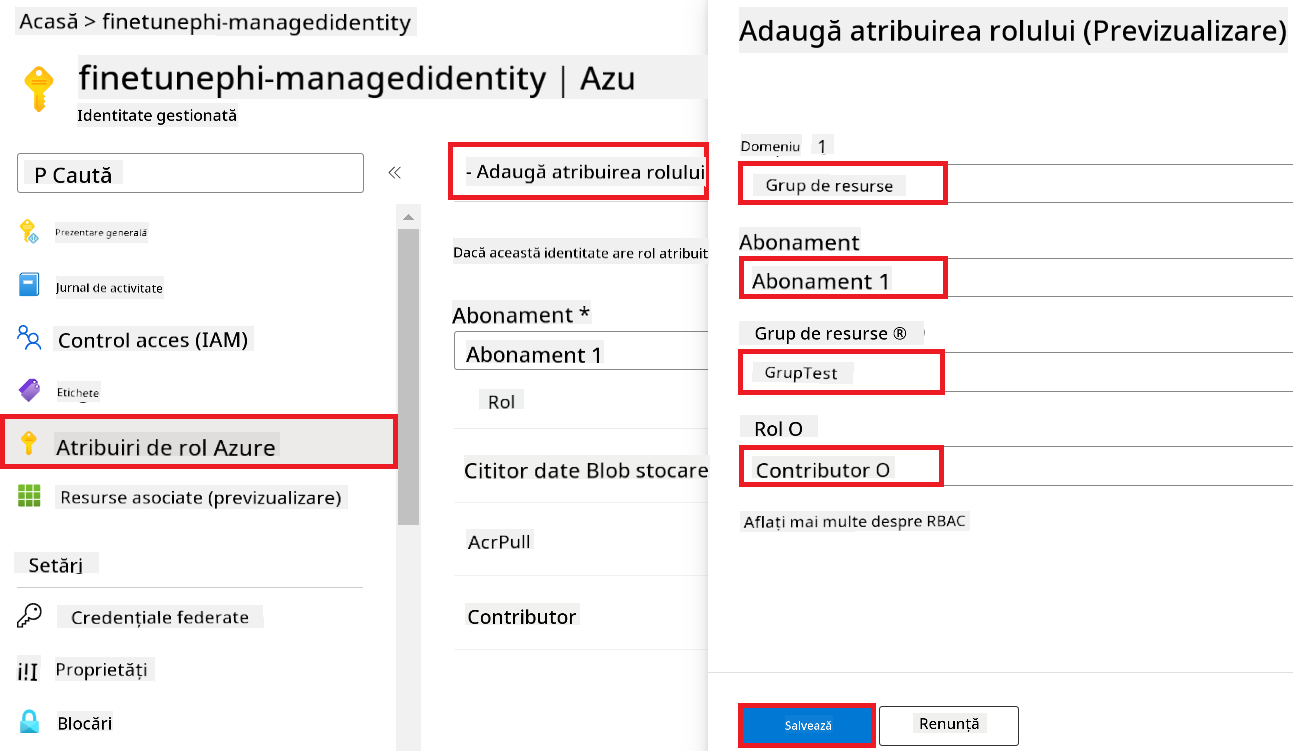 Acasă > finetunephi-managedidentity
finetunephi-managedidentity | Azu
Identitate gestionată
P Caută
«
Prezentare generală
Jurnal de activitate
Control acces (IAM)
Etichete
Atribuiri de rol Azure
Resurse asociate (previzualizare)
Setări
Credențiale federate
Proprietăți
Blocări
- Adaugă atribuirea rolului
Dacă această identitate are rol atribuit
Abonament *
Abonament 1
Rol
Cititor date Blob stocare
AcrPull
Contributor
Adaugă atribuirea rolului (Previzualizare)
Domeniu 1
Grup de resurse
Abonament
Abonament 1
Grup de resurse ®
GrupTest
Rol O
Contributor O
Aflați mai multe despre RBAC
Salvează
Renunță